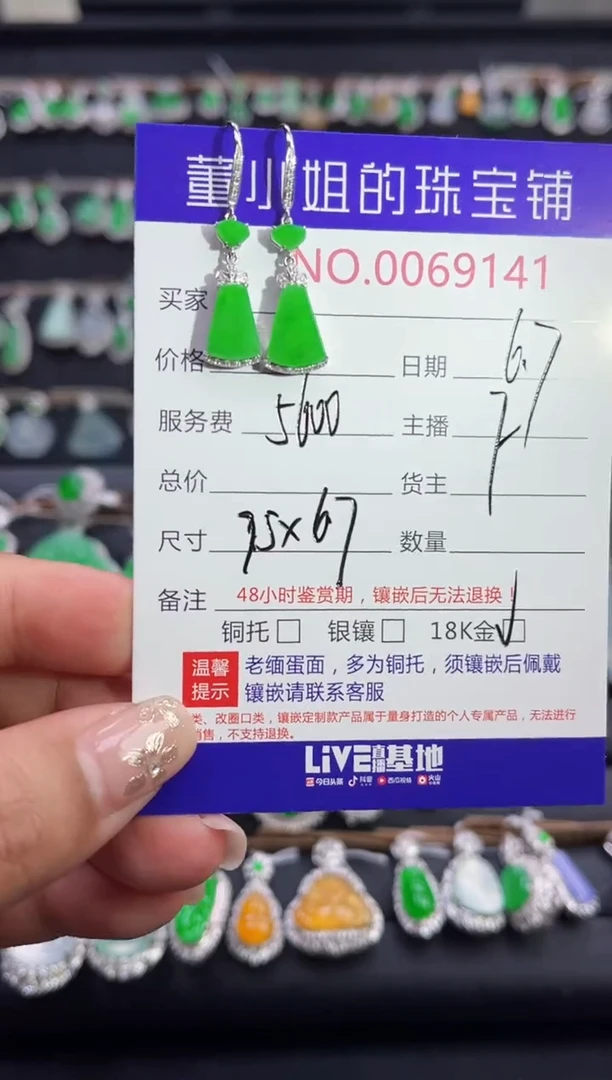 董小姐的珠宝铺
NO.0069141
买家
价格 日期 6.7
服务费 5600 主播
总价 货主
尺寸 数量
备注 48小时鉴赏期，镶嵌后无法退换！
铜托□ 银镶□ 18K金□
温馨提示 老缅蛋面，多为铜托，须镶嵌后佩戴
镶嵌请联系客服
类、改圈口类，镶嵌定制款产品属于量身打造的个人专属产品，无法进行
销售，不支持退换。
LiVE直播基地
今日头条 抖音 西瓜视频 火山